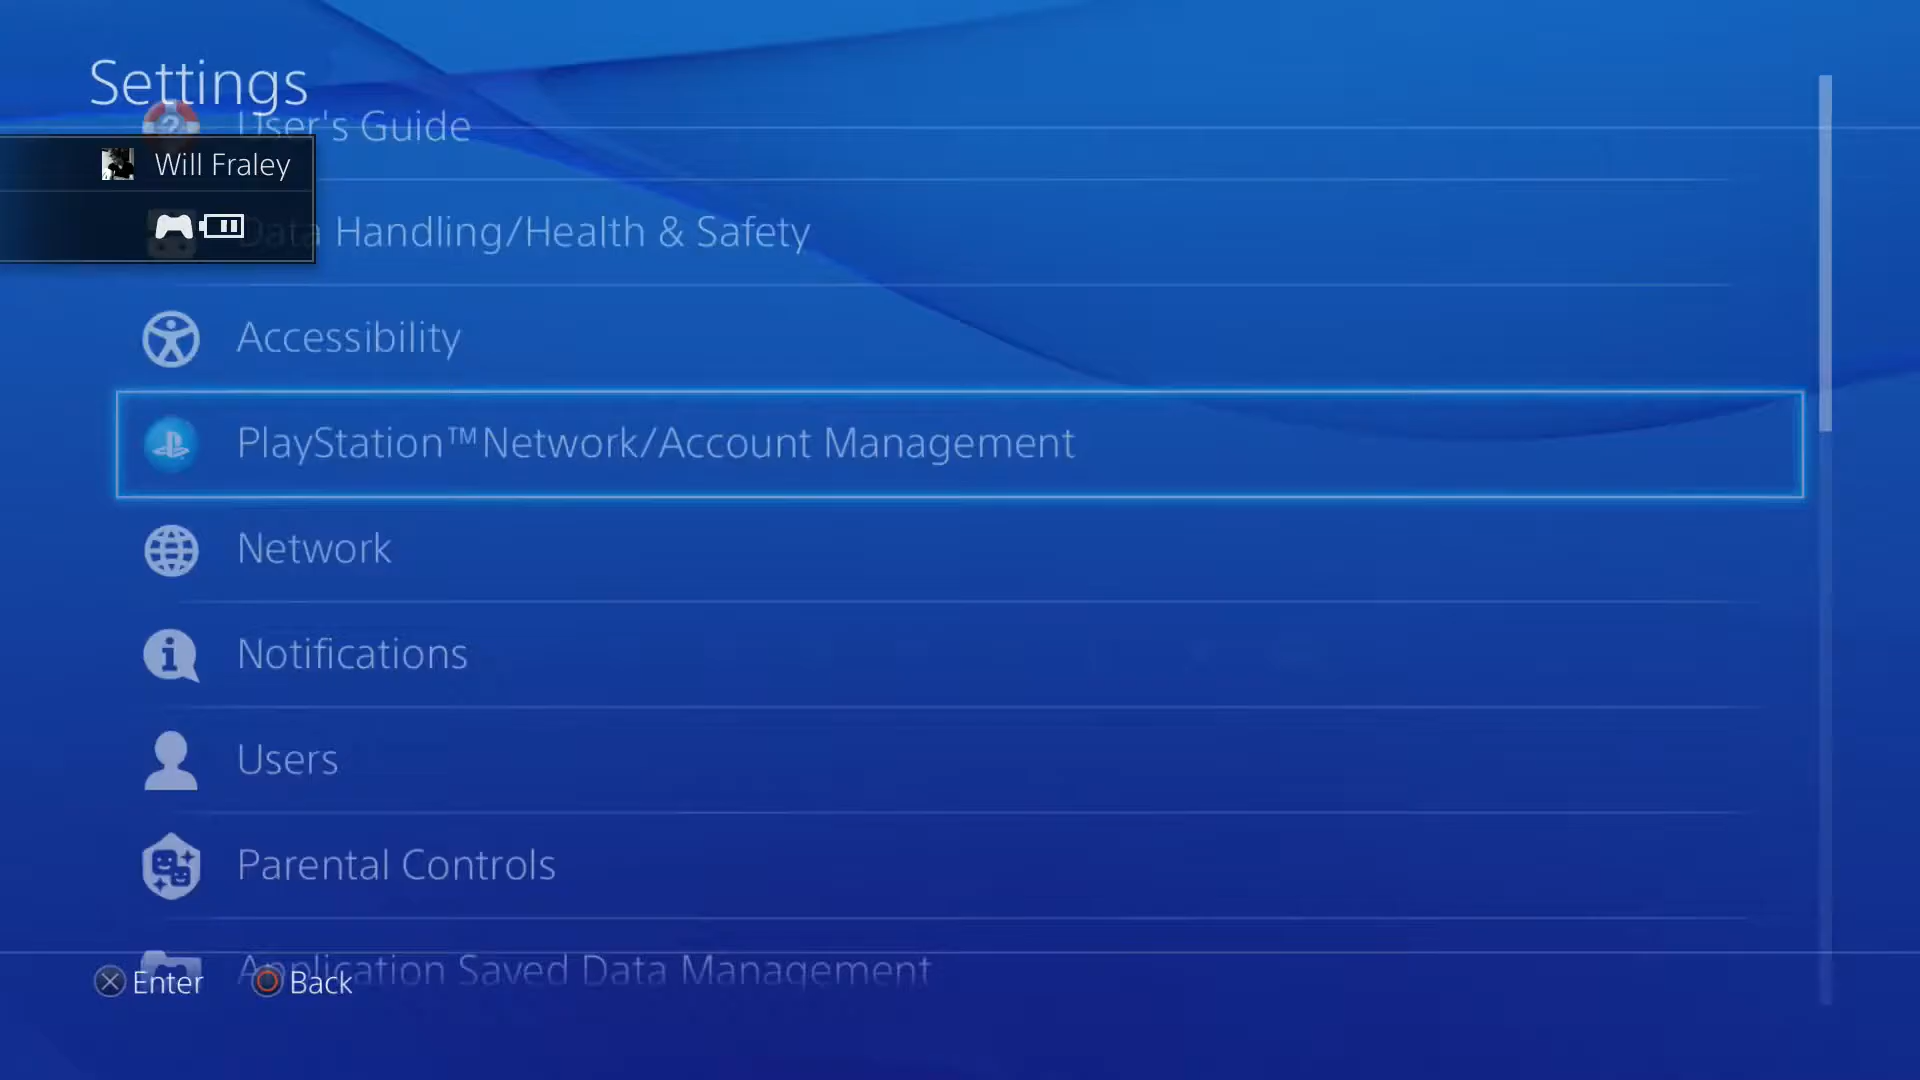 Settings
User's Guide
Will Fraley
Data Handling/Health & Safety
Accessibility
PlayStation™Network/Account Management
Network
Notifications
Users
Parental Controls
Application Saved Data Management
Enter
Back